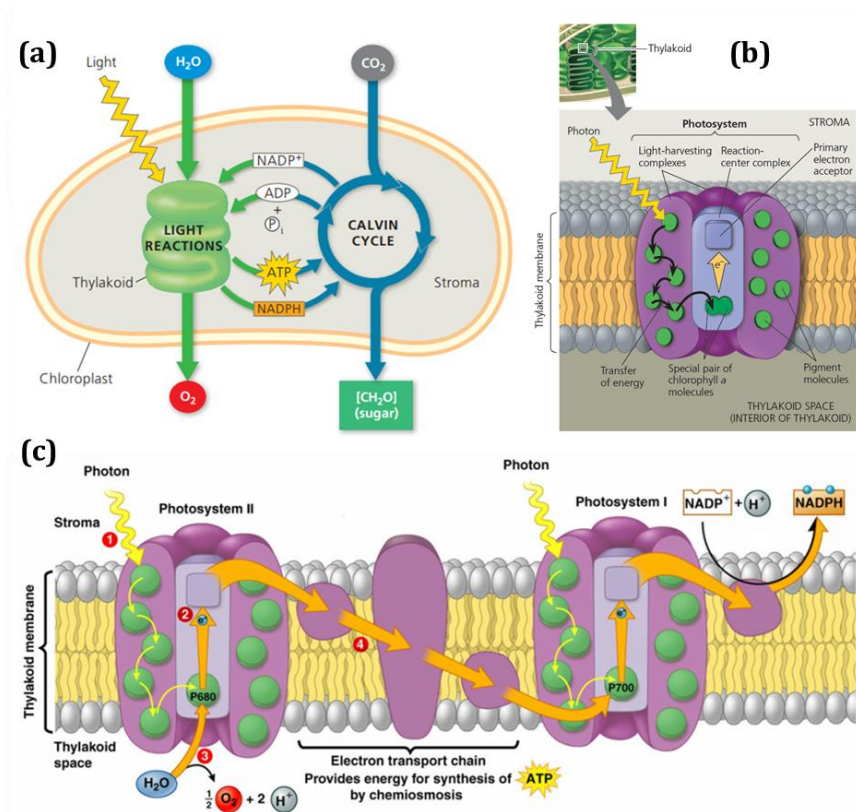 (a)
Light
H₂O
CO₂
NADP⁺
ADP
+
Pᵢ
LIGHT
REACTIONS
CALVIN
CYCLE
ATP
Thylakoid
Stroma
NADPH
Chloroplast
O₂
[CH₂O]
(sugar)
(b)
Thylakoid
STROMA
Photon
Photosystem
Light-harvesting
complexes
Reaction-
center complex
Primary
electron
acceptor
Thylakoid membrane
e⁻
Transfer
of energy
Special pair of
chlorophyll a
molecules
Pigment
molecules
THYLAKOID SPACE
(INTERIOR OF THYLAKOID)
(c)
Photon
Photosystem II
Stroma
1
Photon
Photosystem I
NADP⁺ + H⁺
NADPH
Thylakoid membrane
2
e⁻
4
e⁻
P680
P700
Thylakoid
space
3
H₂O
½ O₂ + 2 H⁺
Electron transport chain
Provides energy for synthesis of ATP
by chemiosmosis